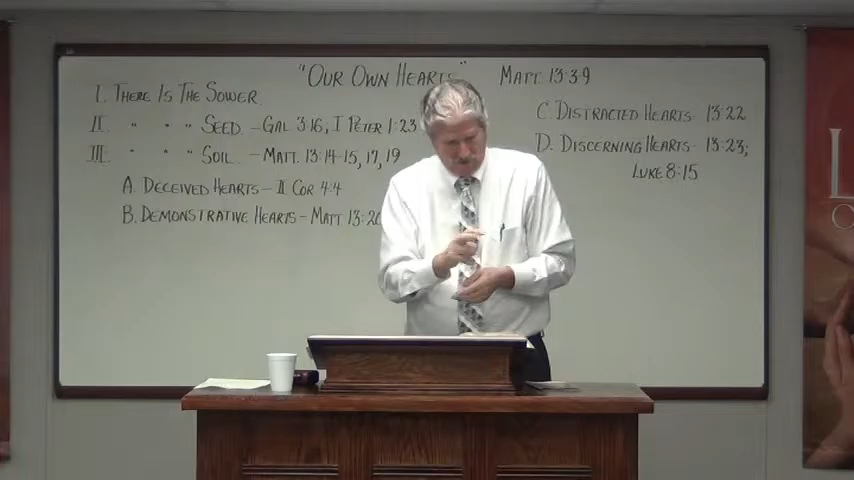 "OUR OWN HEARTS" MATT. 13:3-9
I. THERE IS THE SOWER.
II. " " " SEED. - GAL 3:16, I PETER 1:23
III. " " " SOIL. - MATT. 13:14-15, 17, 19
A. DECEIVED HEARTS - II COR 4:4
B. DEMONSTRATIVE HEARTS - MATT 13:20
C. DISTRACTED HEARTS - 13:22
D. DISCERNING HEARTS - 13:23;
LUKE 8:15
L
O